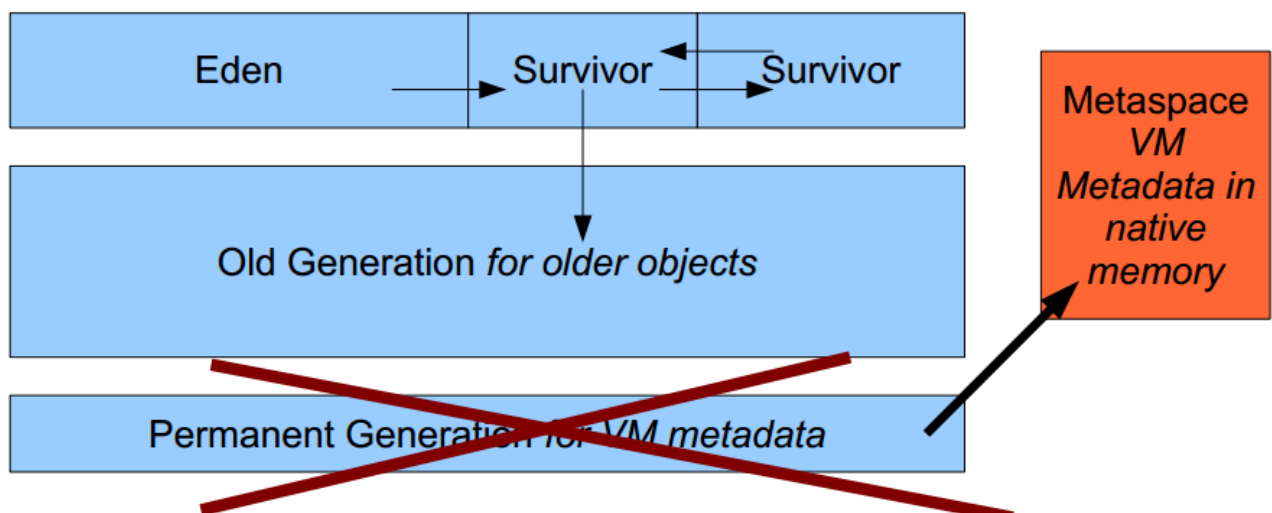 Eden
Survivor
Survivor
Metaspace
VM
Metadata in
native
memory
Old Generation for older objects
Permanent Generation for VM metadata